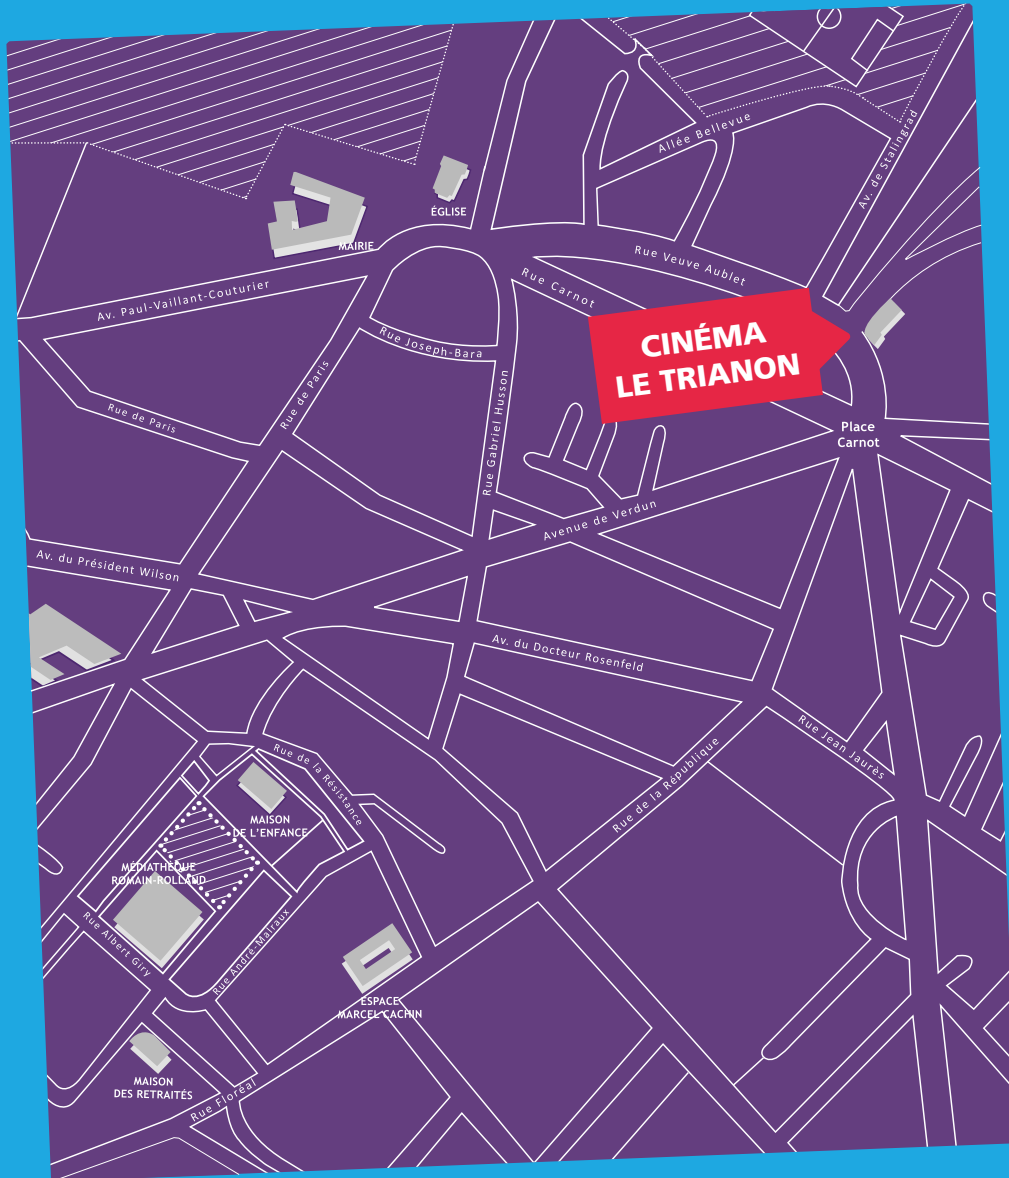 Allée Bellevue
Av. de Stalingrad
ÉGLISE
MAIRIE
Rue Veuve Aublet
Rue Carnot
Av. Paul-Vaillant-Couturier
CINÉMA
LE TRIANON
Rue Joseph-Bara
Rue de Paris
Rue de Paris
Rue Gabriel Husson
Place
Carnot
Avenue de Verdun
Av. du Président Wilson
Av. du Docteur Rosenfeld
Rue Jean Jaurès
Rue de la République
Rue de la Résistance
MAISON
DE L'ENFANCE
MÉDIATHÈQUE
ROMAIN-ROLLAND
Rue Albert Giry
Rue André-Malraux
ESPACE
MARCEL CACHIN
MAISON
DES RETRAITÉS
Rue Floréal